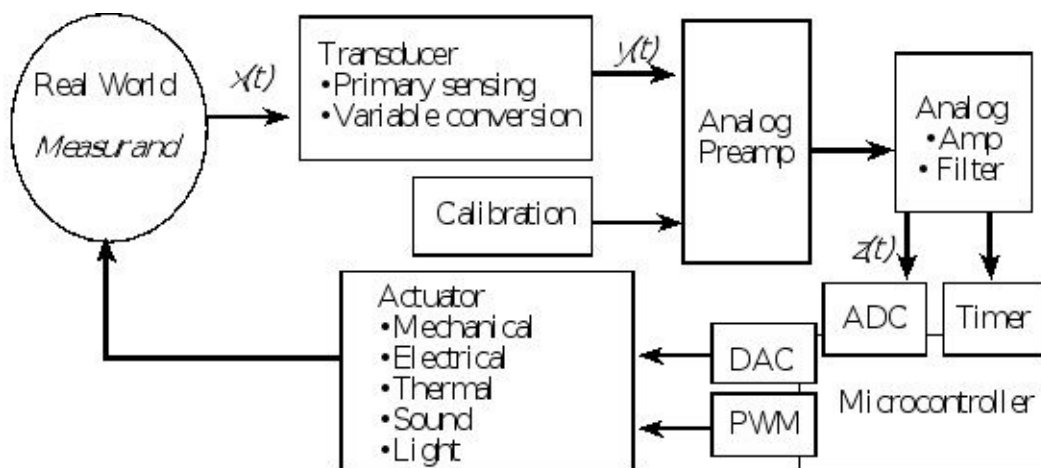 Real World
Measurand
x(t)
Transducer
•Primary sensing
•Variable conversion
y(t)
Calibration
Analog
Preamp
Analog
•Amp
•Filter
z(t)
ADC
Timer
Microcontroller
DAC
PWM
Actuator
•Mechanical
•Electrical
•Thermal
•Sound
•Light